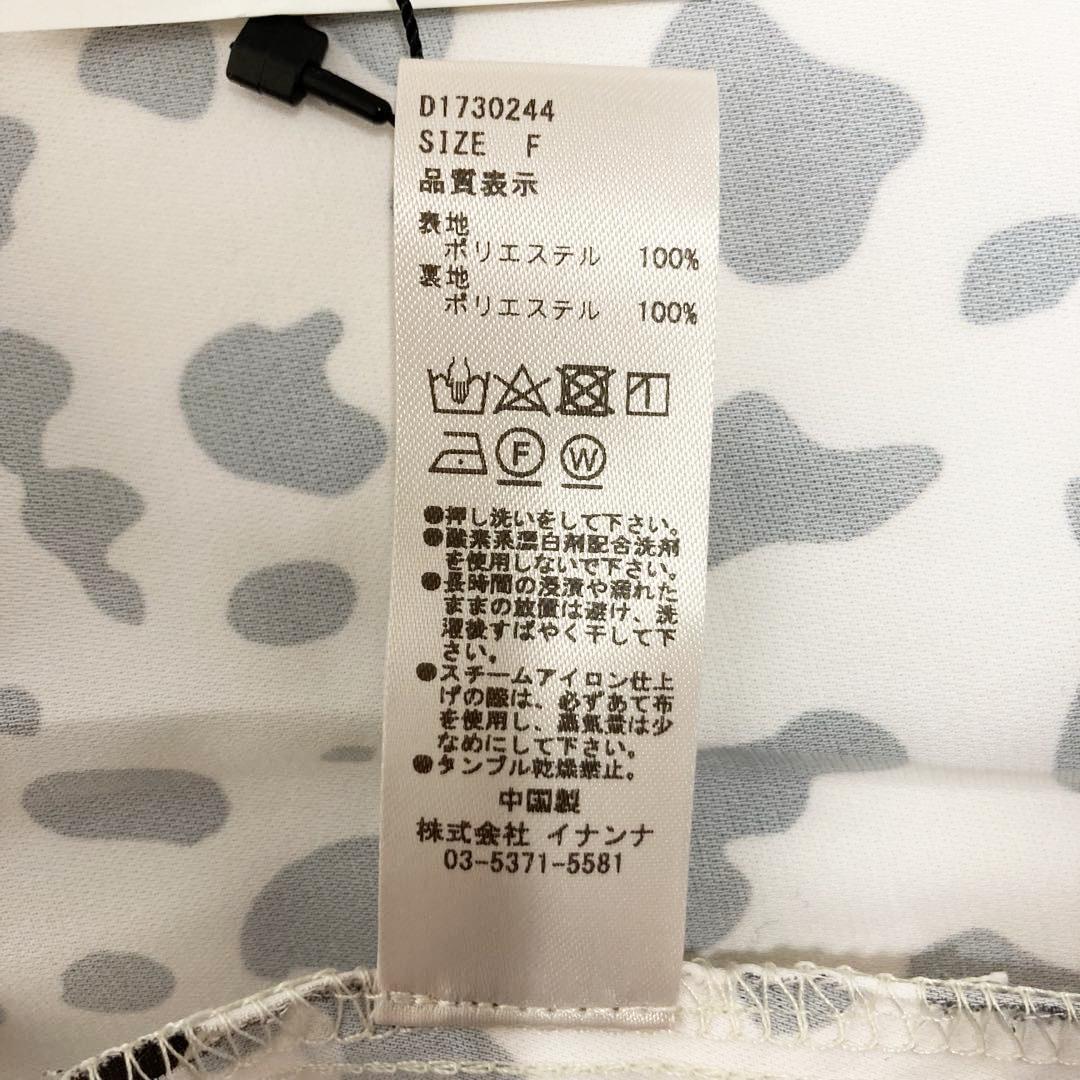 D1730244
SIZE F
品質表示
表地
ポリエステル 100%
裏地
ポリエステル 100%
F
W
●押し洗いをして下さい。
●酸素系漂白剤配合洗剤
を使用しないで下さい。
●長時間の浸漬や濡れた
ままの放置は避け、洗
濯後すばやく干して下
さい。
●スチームアイロン仕上
げの際は、必ずあて布
を使用し、蒸気量は少
なめにして下さい。
●タンブル乾燥禁止。
中国製
株式会社 イナンナ
03-5371-5581